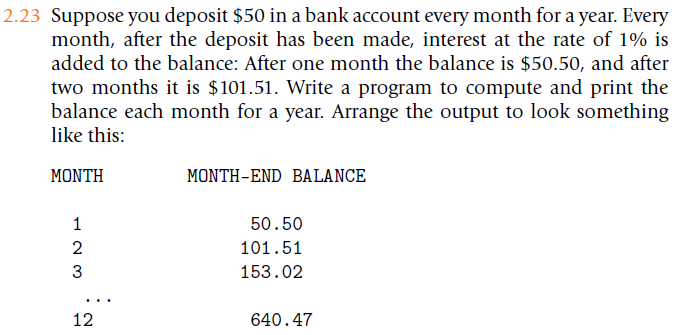 2.23 Suppose you deposit $50 in a bank account every month for a year. Every
month, after the deposit has been made, interest at the rate of 1% is
added to the balance: After one month the balance is $50.50, and after
two months it is $101.51. Write a program to compute and print the
balance each month for a year. Arrange the output to look something
like this:
MONTH MONTH-END BALANCE
1 50.50
2 101.51
3 153.02
...
12 640.47